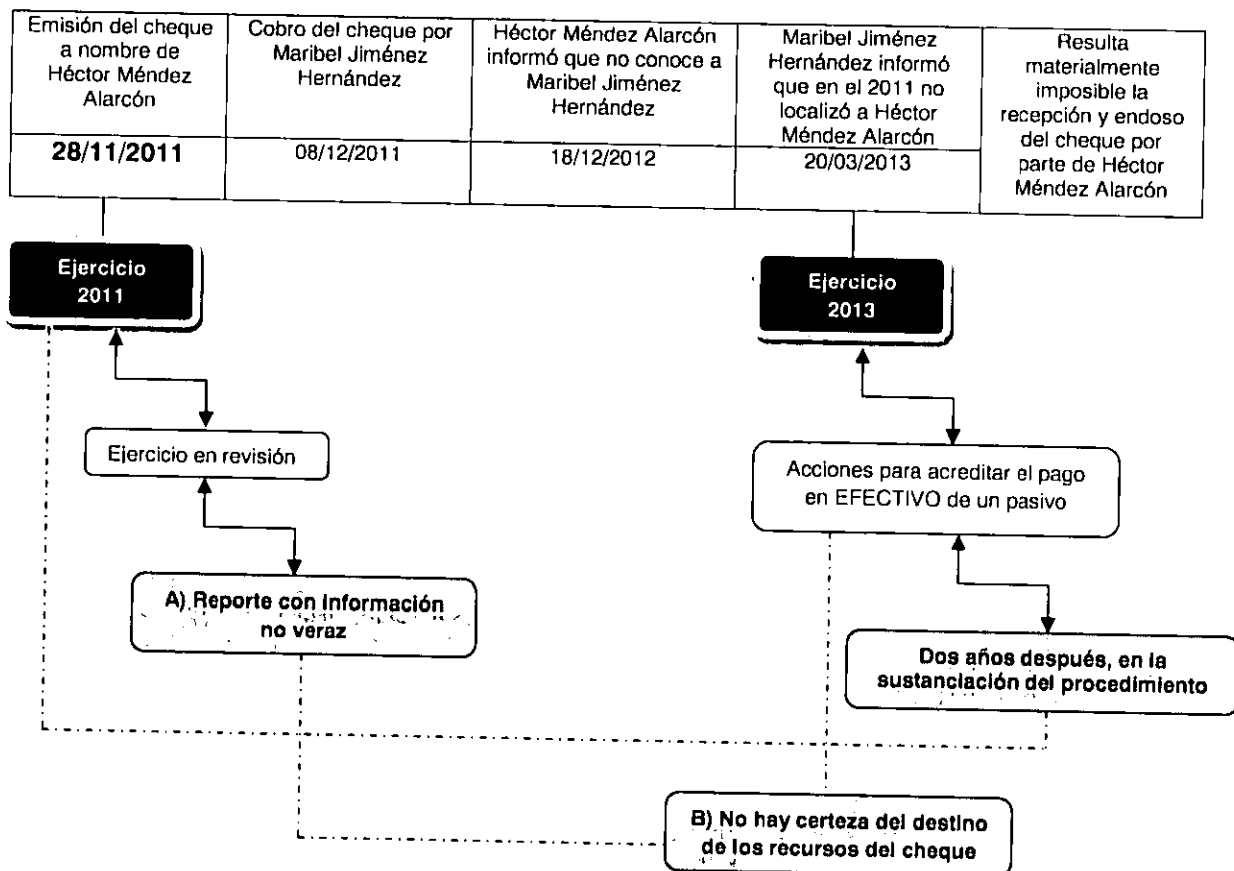 Emisión del cheque
a nombre de
Héctor Méndez
Alarcón
28/11/2011
Cobro del cheque por
Maribel Jiménez
Hernández
08/12/2011
Héctor Méndez Alarcón
informó que no conoce a
Maribel Jiménez
Hernández
18/12/2012
Maribel Jiménez
Hernández informó
que en el 2011 no
localizó a Héctor
Méndez Alarcón
20/03/2013
Resulta
materialmente
imposible la
recepción y endoso
del cheque por
parte de Héctor
Méndez Alarcón
Ejercicio
2011
Ejercicio
2013
Ejercicio en revisión
Acciones para acreditar el pago
en EFECTIVO de un pasivo
A) Reporte con información
no veraz
Dos años después, en la
sustanciación del procedimiento
B) No hay certeza del destino
de los recursos del cheque